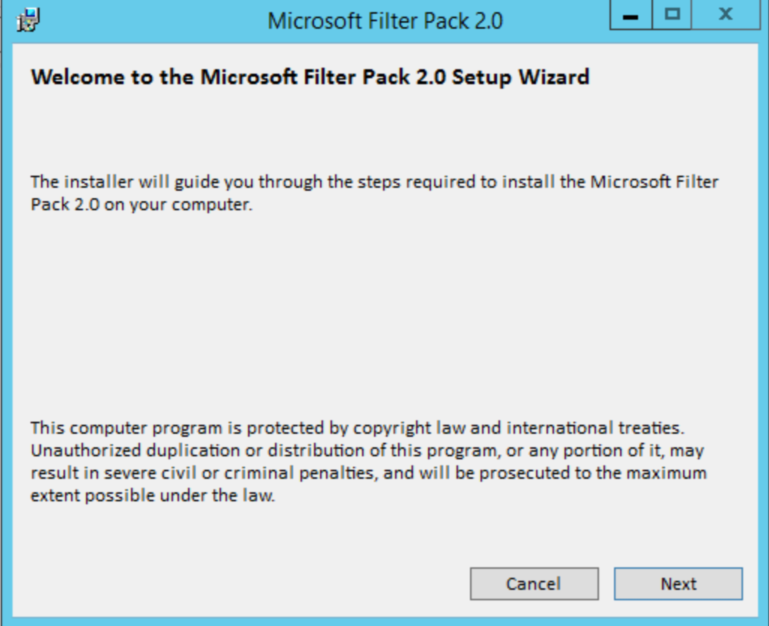 Microsoft Filter Pack 2.0
Welcome to the Microsoft Filter Pack 2.0 Setup Wizard
The installer will guide you through the steps required to install the Microsoft Filter
Pack 2.0 on your computer.
This computer program is protected by copyright law and international treaties.
Unauthorized duplication or distribution of this program, or any portion of it, may
result in severe civil or criminal penalties, and will be prosecuted to the maximum
extent possible under the law.
Cancel Next